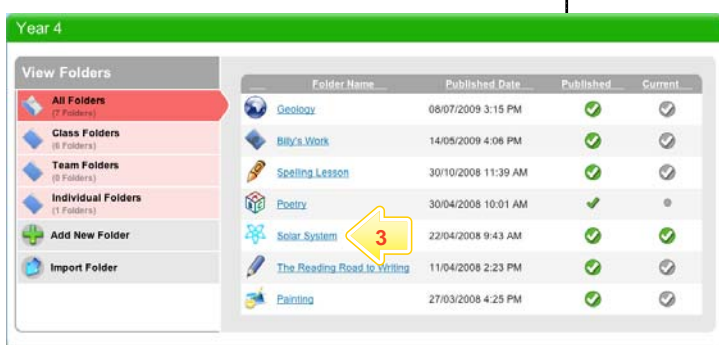 Year 4
View Folders
All Folders
(7 Folders)
Class Folders
(6 Folders)
Team Folders
(0 Folders)
Individual Folders
(1 Folders)
Add New Folder
Import Folder
Folder Name Published Date Published Current
Geology 08/07/2009 3:15 PM
Billy's Work 14/05/2009 4:06 PM
Spelling Lesson 30/10/2008 11:39 AM
Poetry 30/04/2008 10:01 AM
Solar System 3 22/04/2008 9:43 AM
The Reading Road to Writing 11/04/2008 2:23 PM
Painting 27/03/2008 4:25 PM